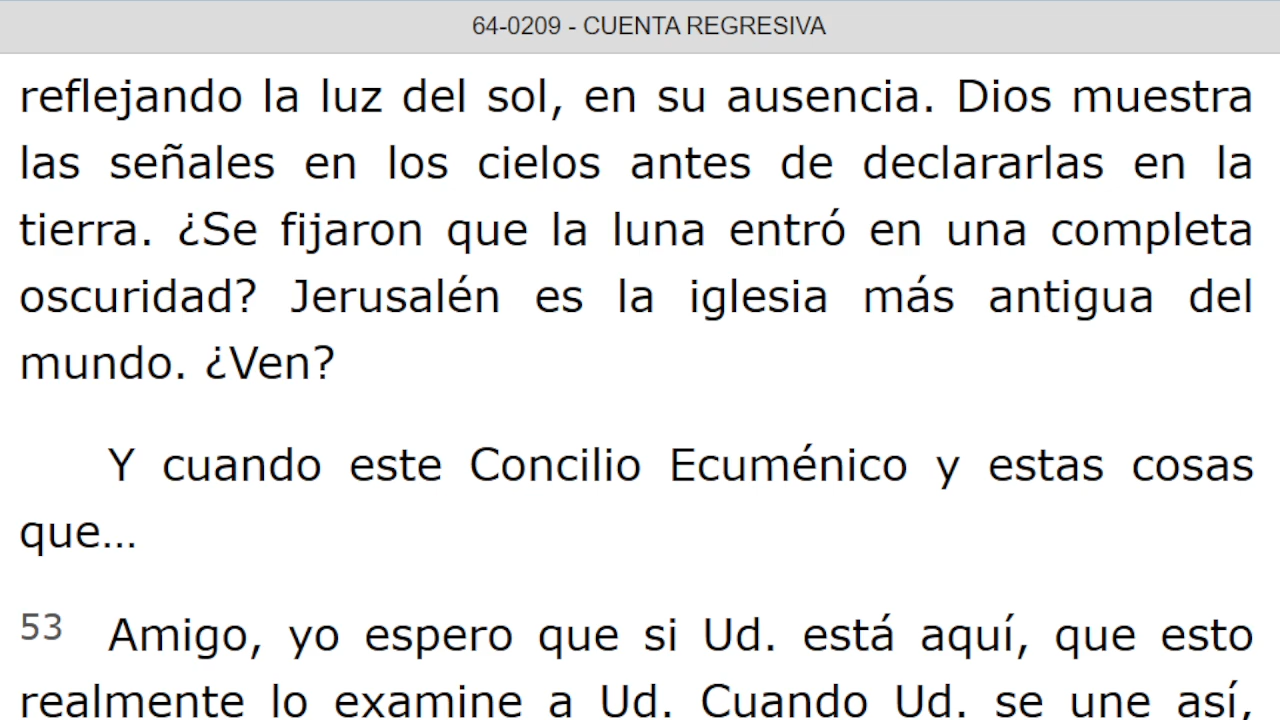 64-0209 - CUENTA REGRESIVA
reflejando la luz del sol, en su ausencia. Dios muestra
las señales en los cielos antes de declararlas en la
tierra. ¿Se fijaron que la luna entró en una completa
oscuridad? Jerusalén es la iglesia más antigua del
mundo. ¿Ven?
Y cuando este Concilio Ecuménico y estas cosas
que...
53 Amigo, yo espero que si Ud. está aquí, que esto
realmente lo examine a Ud. Cuando Ud. se une así,